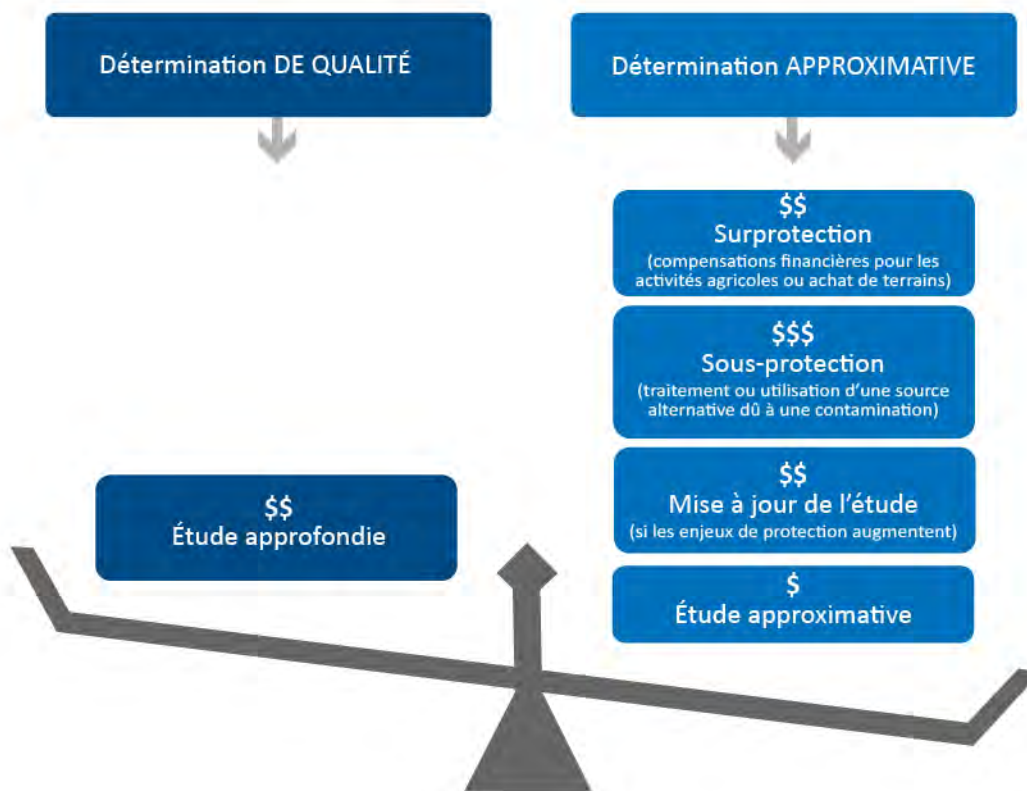 Détermination DE QUALITÉ
Détermination APPROXIMATIVE
$$
Surprotection
(compensations financières pour les
activités agricoles ou achat de terrains)
$$$
Sous-protection
(traitement ou utilisation d'une source
alternative dû à une contamination)
$$
Étude approfondie
$$
Mise à jour de l'étude
(si les enjeux de protection augmentent)
$
Étude approximative